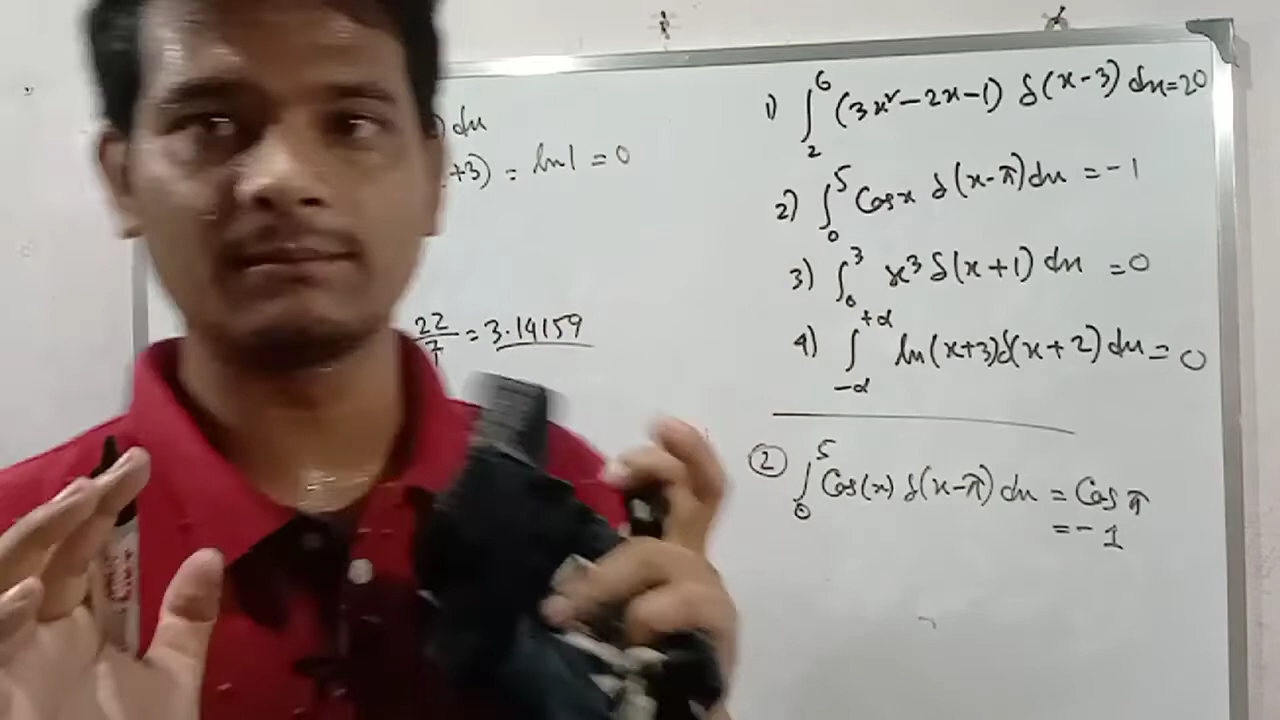 ) dx
+3) = ln1 = 0
22/7 = 3.14159
1) ∫₂⁶ (3x² - 2x - 1) δ(x - 3) dx = 20
2) ∫₀⁵ Cosx δ(x - π) dx = -1
3) ∫₀³ x³ δ(x + 1) dx = 0
4) ∫₋α⁺α ln(x+3) δ(x + 2) dx = 0
② ∫₀⁵ Cos(x) δ(x - π) dx = Cos π
= -1